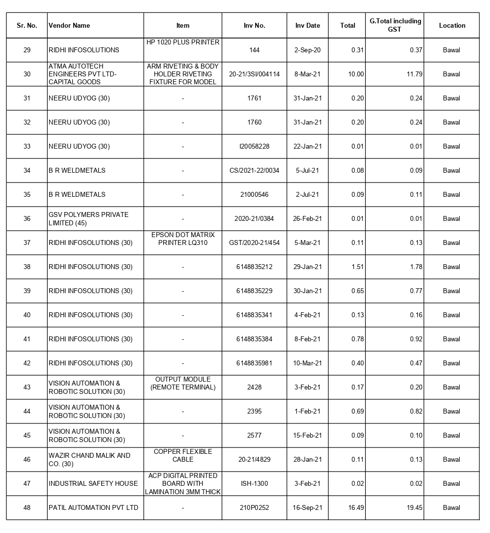 Sr. No. Vendor Name Item Inv No. Inv Date Total G.Total including GST Location
29 RIDHI INFOSOLUTIONS HP 1020 PLUS PRINTER 144 2-Sep-20 0.31 0.37 Bawal
30 ATMA AUTOTECH ENGINEERS PVT LTD- CAPITAL GOODS ARM RIVETING & BODY HOLDER RIVETING FIXTURE FOR MODEL 20-21/3SI/004114 8-Mar-21 10.00 11.79 Bawal
31 NEERU UDYOG (30) - 1761 31-Jan-21 0.20 0.24 Bawal
32 NEERU UDYOG (30) - 1760 31-Jan-21 0.20 0.24 Bawal
33 NEERU UDYOG (30) - I20058228 22-Jan-21 0.01 0.01 Bawal
34 B R WELDMETALS - CS/2021-22/0034 5-Jul-21 0.08 0.09 Bawal
35 B R WELDMETALS - 21000546 2-Jul-21 0.09 0.11 Bawal
36 GSV POLYMERS PRIVATE LIMITED (45) - 2020-21/0384 26-Feb-21 0.01 0.01 Bawal
37 RIDHI INFOSOLUTIONS (30) EPSON DOT MATRIX PRINTER LQ310 GST/2020-21/454 5-Mar-21 0.11 0.13 Bawal
38 RIDHI INFOSOLUTIONS (30) - 6148835212 29-Jan-21 1.51 1.78 Bawal
39 RIDHI INFOSOLUTIONS (30) - 6148835229 30-Jan-21 0.65 0.77 Bawal
40 RIDHI INFOSOLUTIONS (30) - 6148835341 4-Feb-21 0.13 0.16 Bawal
41 RIDHI INFOSOLUTIONS (30) - 6148835384 8-Feb-21 0.78 0.92 Bawal
42 RIDHI INFOSOLUTIONS (30) - 6148835981 10-Mar-21 0.40 0.47 Bawal
43 VISION AUTOMATION & ROBOTIC SOLUTION (30) OUTPUT MODULE (REMOTE TERMINAL) 2428 3-Feb-21 0.17 0.20 Bawal
44 VISION AUTOMATION & ROBOTIC SOLUTION (30) - 2395 1-Feb-21 0.69 0.82 Bawal
45 VISION AUTOMATION & ROBOTIC SOLUTION (30) - 2577 15-Feb-21 0.09 0.10 Bawal
46 WAZIR CHAND MALIK AND CO. (30) COPPER FLEXIBLE CABLE 20-21/4829 28-Jan-21 0.11 0.13 Bawal
47 INDUSTRIAL SAFETY HOUSE ACP DIGITAL PRINTED BOARD WITH LAMINATION 3MM THICK ISH-1300 3-Feb-21 0.02 0.02 Bawal
48 PATIL AUTOMATION PVT LTD - 210P0252 16-Sep-21 16.49 19.45 Bawal